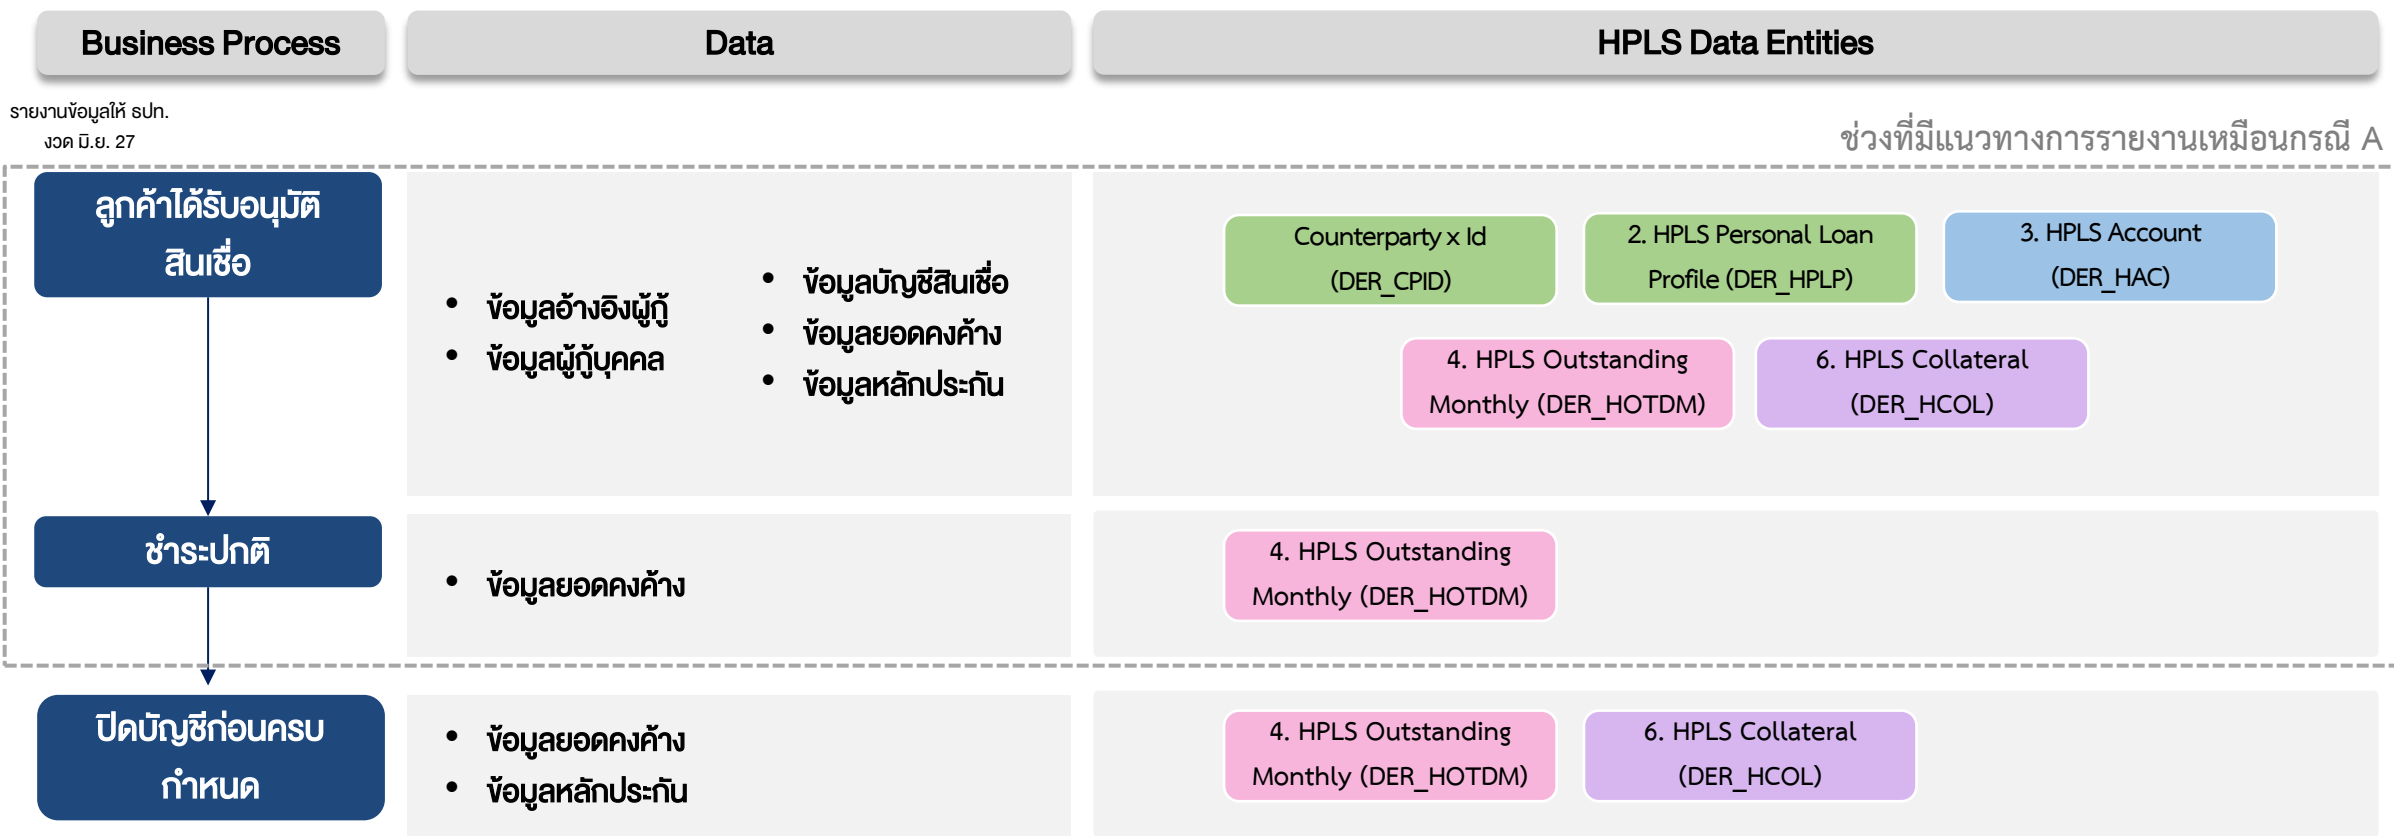 Business Process
Data
HPLS Data Entities
รายงานข้อมูลให้ ธปท.
งวด มิ.ย. 27
ช่วงที่มีแนวทางการรายงานเหมือนกรณี A
ลูกค้าได้รับอนุมัติ
สินเชื่อ
• ข้อมูลอ้างอิงผู้กู้
• ข้อมูลผู้กู้บุคคล
• ข้อมูลบัญชีสินเชื่อ
• ข้อมูลยอดคงค้าง
• ข้อมูลหลักประกัน
Counterparty x Id
(DER_CPID)
2. HPLS Personal Loan
Profile (DER_HPLP)
3. HPLS Account
(DER_HAC)
4. HPLS Outstanding
Monthly (DER_HOTDM)
6. HPLS Collateral
(DER_HCOL)
ชำระปกติ
• ข้อมูลยอดคงค้าง
4. HPLS Outstanding
Monthly (DER_HOTDM)
ปิดบัญชีก่อนครบ
กำหนด
• ข้อมูลยอดคงค้าง
• ข้อมูลหลักประกัน
4. HPLS Outstanding
Monthly (DER_HOTDM)
6. HPLS Collateral
(DER_HCOL)